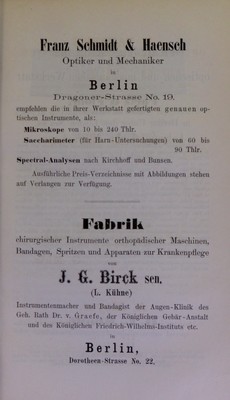 Franz Schmidt & Haensch
Optiker und Mechaniker
in
Berlin
Dragoner-Strasse No. 19.
empfehlen die in ihrer Werkstatt gefertigten genauen op-
tischen Instrumente, als:
Mikroskope von 10 bis 240 Thlr.
Saccharimeter (für Harn-Untersuchungen) von 60 bis
90 Thlr.
Spectral-Analysen nach Kirchhoff und Bunsen.
Ausführliche Preis-Verzeichnisse mit Abbildungen stehen
auf Verlangen zur Verfügung.
Fabrik
chirurgischer Instrumente orthopädischer Maschinen,
Bandagen, Spritzen und Apparaten zur Krankenpflege
von
J. G. Birck sen.
(L. Kühne)
Instrumentenmacher und Bandagist der Augen-Klinik des
Geh. Rath Dr. v. Graefe, der Königlichen Gebär-Anstalt
und des Königlichen Friedrich-Wilhelms-Instituts etc.
in
Berlin,
Dorotheen-Strasse No. 22.